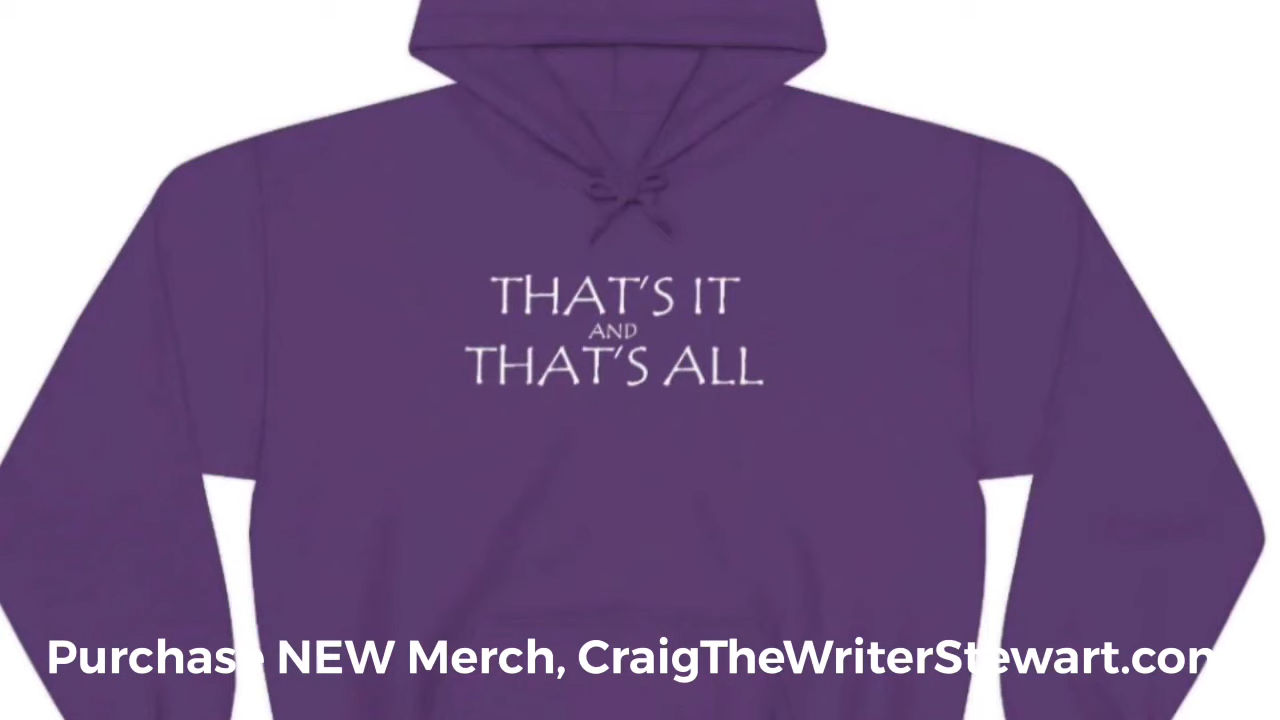 THAT'S IT
AND
THAT'S ALL
Purchase NEW Merch, CraigTheWriterStewart.com